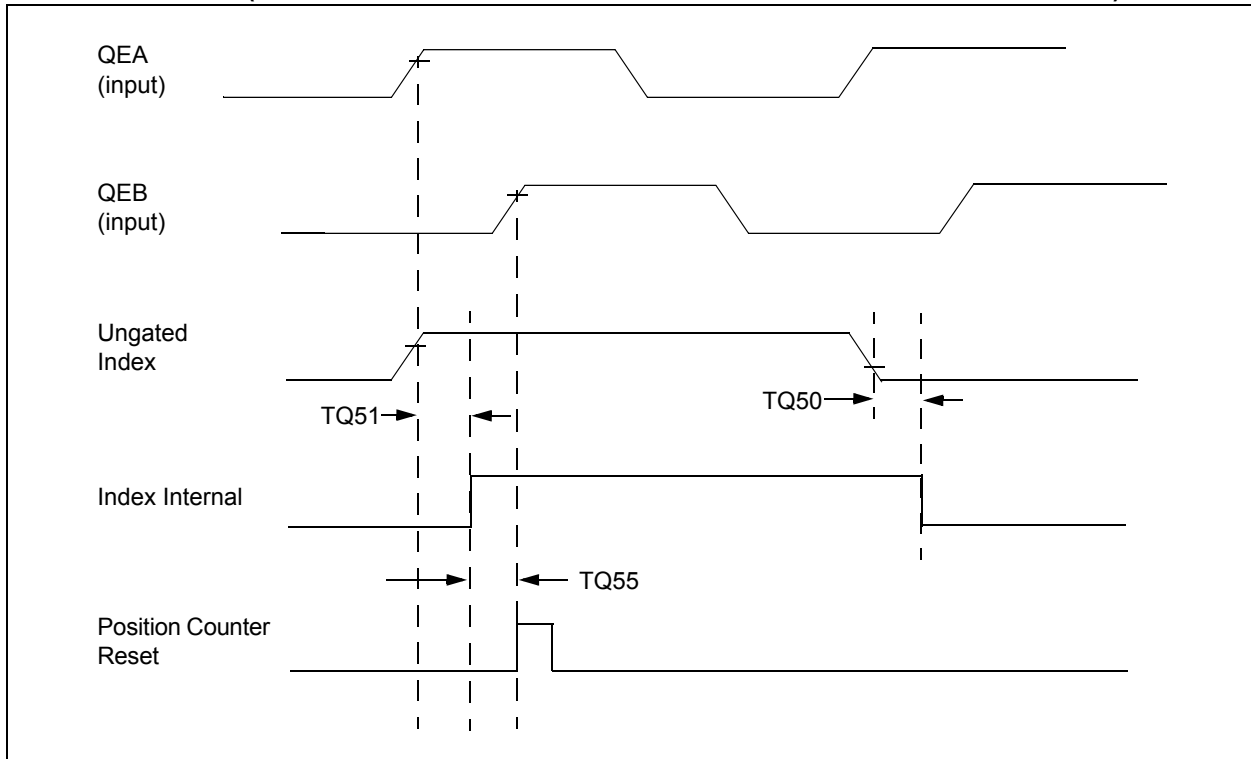 QEA
(input)
QEB
(input)
Ungated
Index
TQ51
TQ50
Index Internal
TQ55
Position Counter
Reset